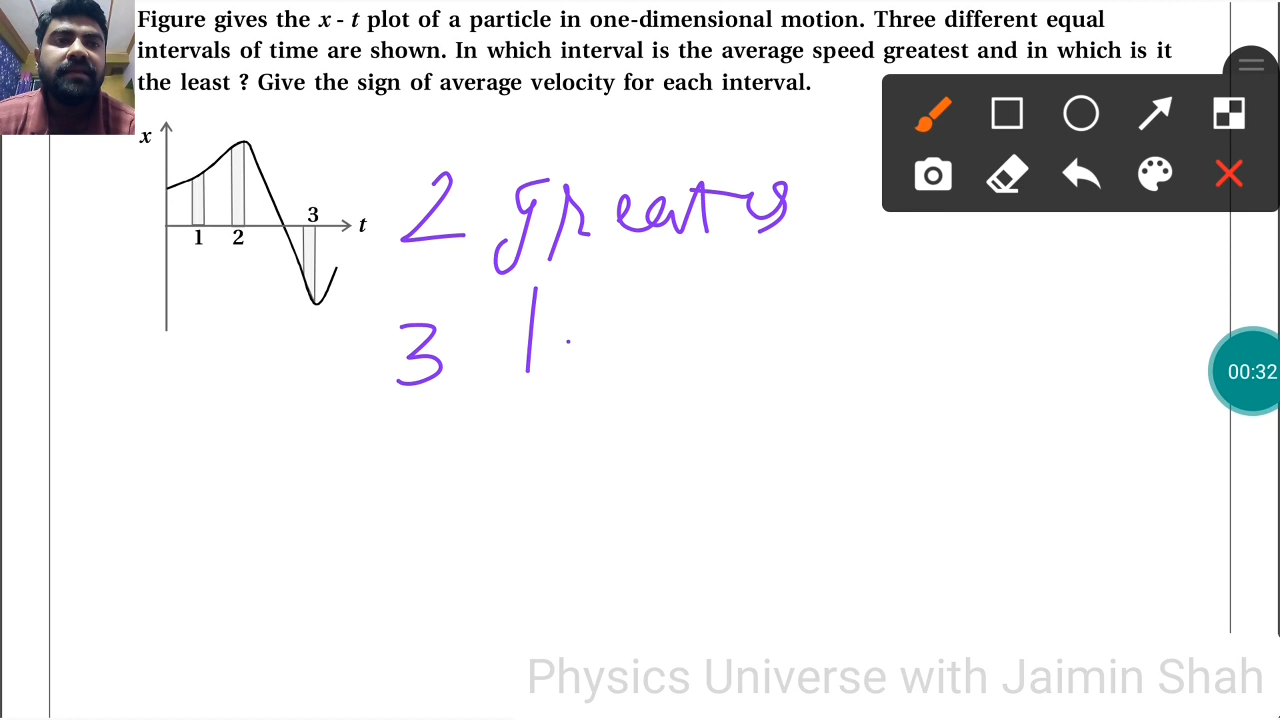 Figure gives the x - t plot of a particle in one-dimensional motion. Three different equal
intervals of time are shown. In which interval is the average speed greatest and in which is it
the least ? Give the sign of average velocity for each interval.
x
3
t
1 2
2 greates
3 l
00:32
Physics Universe with Jaimin Shah